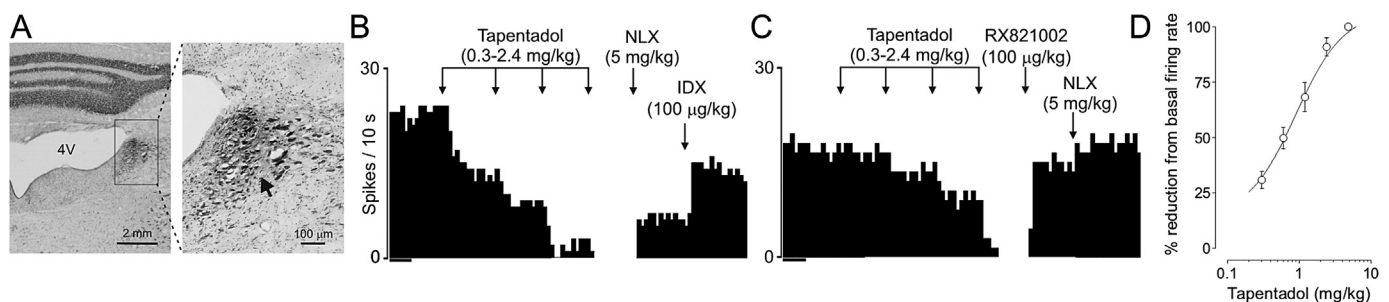 A
4V
2 mm
100 µm
B
Tapentadol
(0.3-2.4 mg/kg)
NLX
(5 mg/kg)
IDX
(100 µg/kg)
30
0
Spikes / 10 s
C
Tapentadol
(0.3-2.4 mg/kg)
RX821002
(100 µg/kg)
NLX
(5 mg/kg)
30
0
D
% reduction from basal firing rate
100
75
50
25
0
0.1
1
10
Tapentadol (mg/kg)